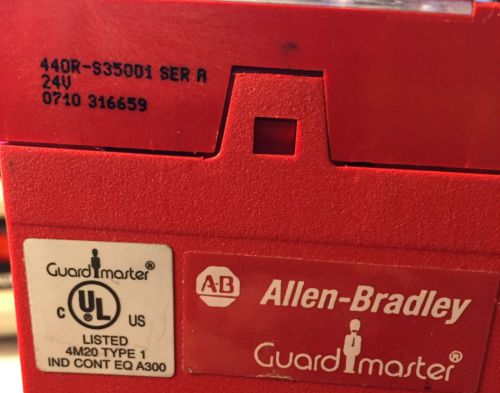 440R-S35001 SER A
24V
0710 316659
Guardmaster®
C UL US
LISTED
4M20 TYPE 1
IND CONT EQ A300
A-B Allen-Bradley
Guardmaster®